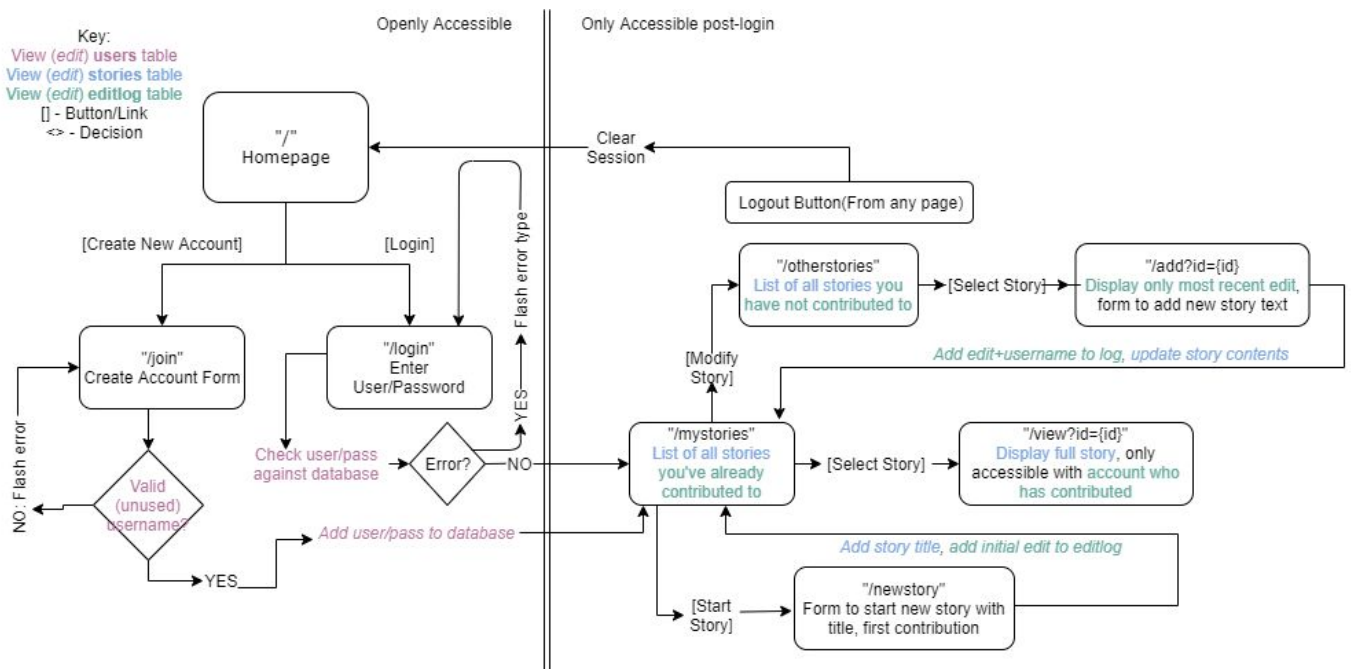 Openly Accessible
Only Accessible post-login
Key:
View (edit) users table
View (edit) stories table
View (edit) editlog table
[] - Button/Link
<> - Decision
"/"
Homepage
Clear
Session
Logout Button(From any page)
[Create New Account]
[Login]
Flash error type
"/otherstories"
List of all stories you
have not contributed to
[Select Story]
"/add?id={id}
Display only most recent edit,
form to add new story text
"/join"
Create Account Form
"/login"
Enter
User/Password
[Modify
Story]
Add edit+username to log, update story contents
YES
NO: Flash error
Check user/pass
against database
Error?
NO
"/mystories"
List of all stories
you've already
contributed to
[Select Story]
"/view?id={id}"
Display full story, only
accessible with account who
has contributed
Valid
(unused)
username?
Add user/pass to database
YES
Add story title, add initial edit to editlog
[Start
Story]
"/newstory"
Form to start new story with
title, first contribution